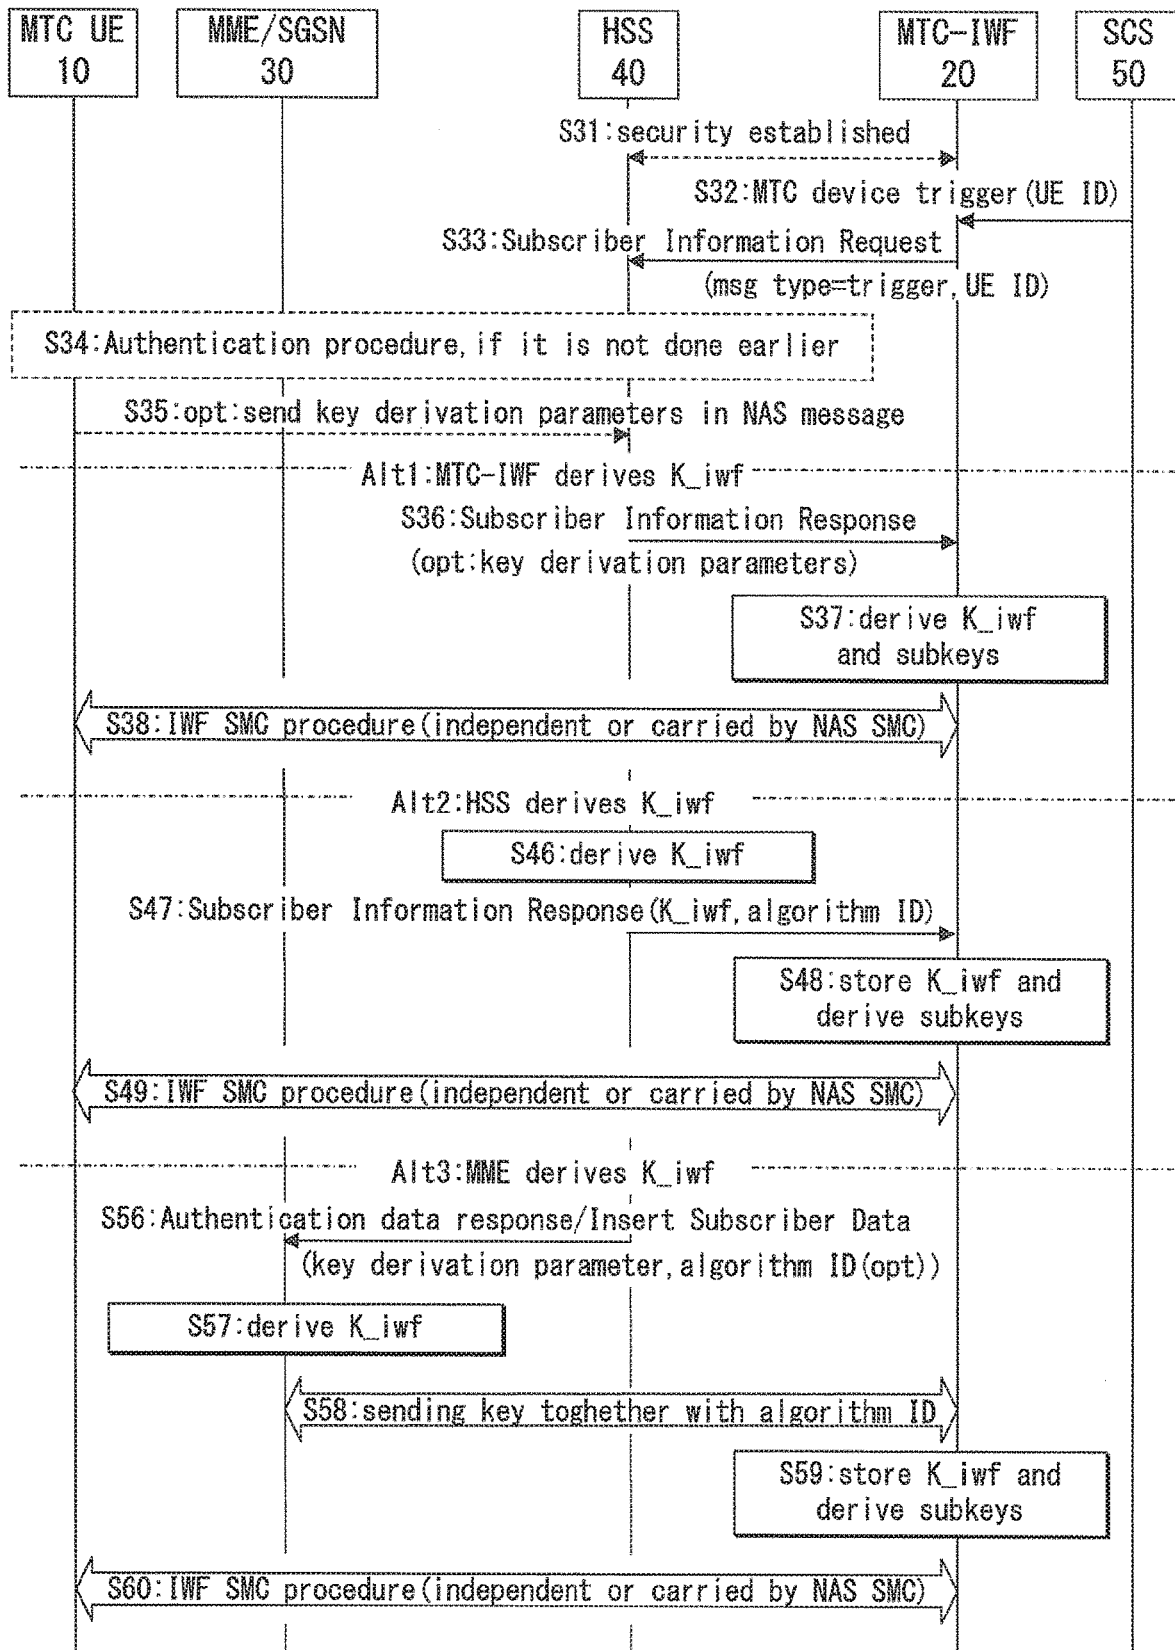 MTC UE
10
MME/SGSN
30
HSS
40
MTC-IWF
20
SCS
50
S31:security established
S32:MTC device trigger(UE ID)
S33:Subscriber Information Request
(msg type=trigger,UE ID)
S34:Authentication procedure,if it is not done earlier
S35:opt:send key derivation parameters in NAS message
Alt1:MTC-IWF derives K_iwf
S36:Subscriber Information Response
(opt:key derivation parameters)
S37:derive K_iwf
and subkeys
S38:IWF SMC procedure(independent or carried by NAS SMC)
Alt2:HSS derives K_iwf
S46:derive K_iwf
S47:Subscriber Information Response(K_iwf,algorithm ID)
S48:store K_iwf and
derive subkeys
S49:IWF SMC procedure(independent or carried by NAS SMC)
Alt3:MME derives K_iwf
S56:Authentication data response/Insert Subscriber Data
(key derivation parameter,algorithm ID(opt))
S57:derive K_iwf
S58:sending key toghether with algorithm ID
S59:store K_iwf and
derive subkeys
S60:IWF SMC procedure(independent or carried by NAS SMC)